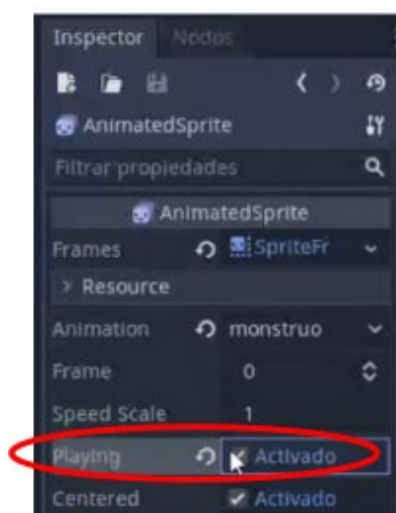 Inspector Nodos
AnimatedSprite
Filtrar propiedades
AnimatedSprite
Frames SpriteFr
> Resource
Animation monstruo
Frame 0
Speed Scale 1
Playing Activado
Centered Activado